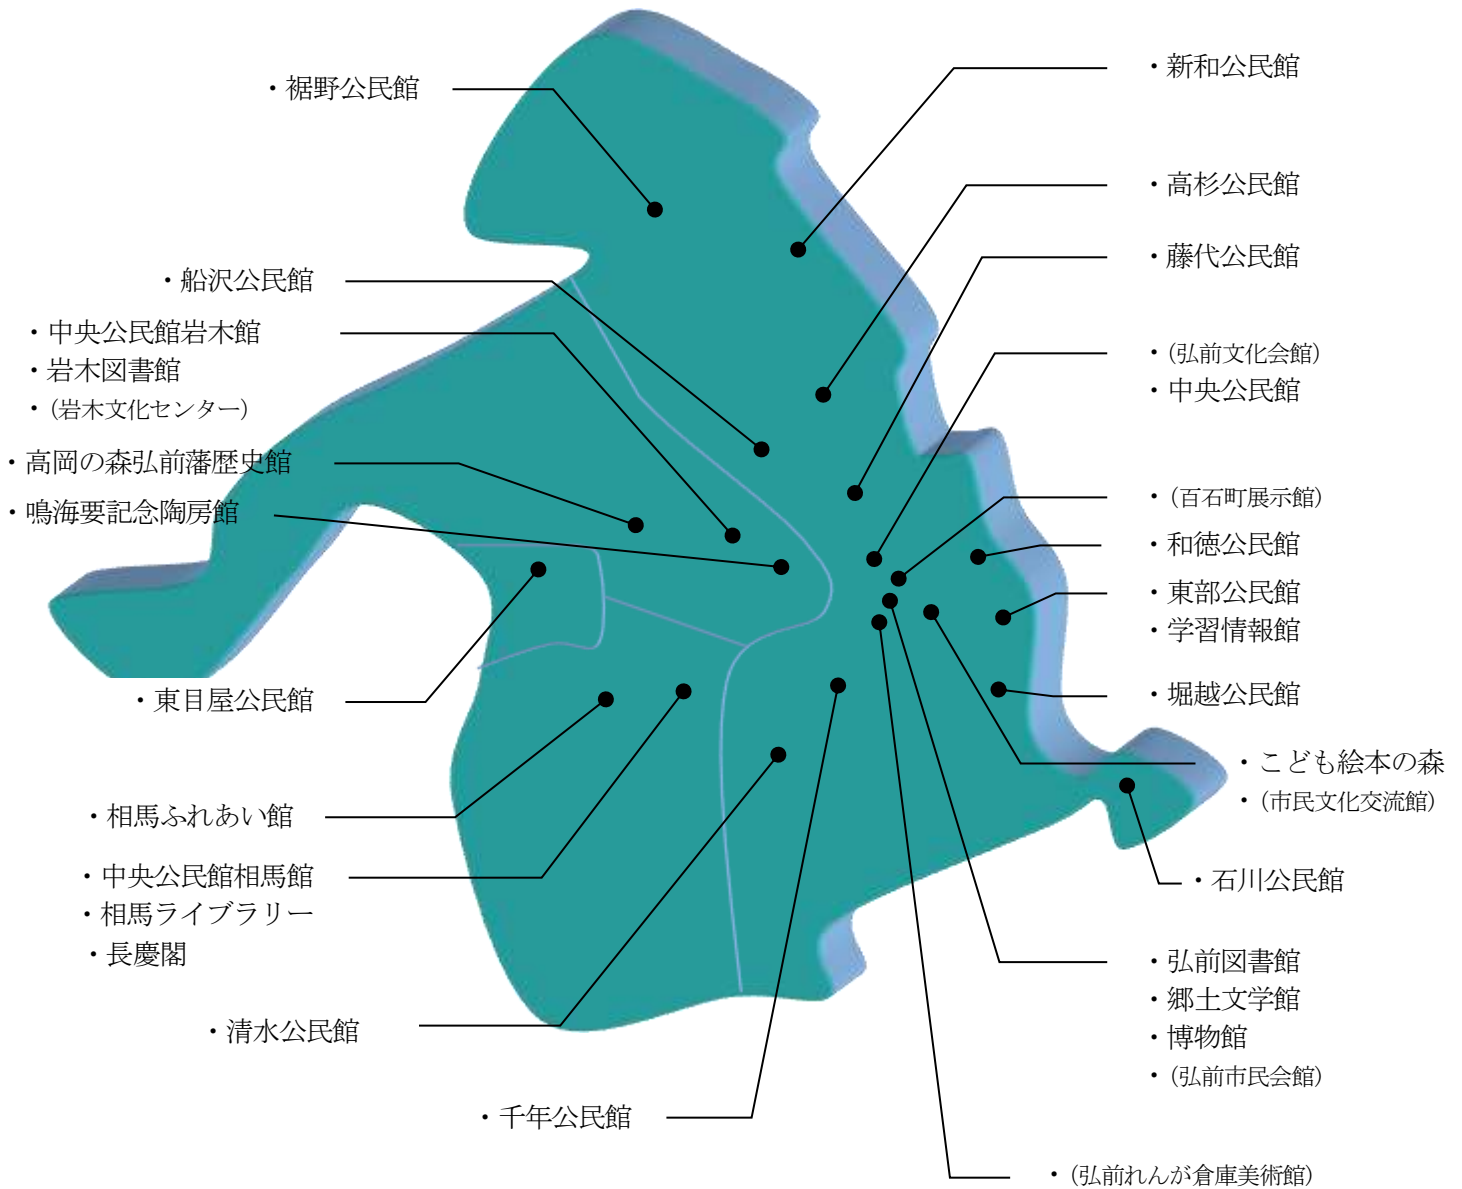 ・裾野公民館
・船沢公民館
・中央公民館岩木館
・岩木図書館
・（岩木文化センター）
・高岡の森弘前藩歴史館
・鳴海要記念陶房館
・東目屋公民館
・相馬ふれあい館
・中央公民館相馬館
・相馬ライブラリー
・長慶閣
・清水公民館
・千年公民館
・新和公民館
・高杉公民館
・藤代公民館
・（弘前文化会館）
・中央公民館
・（百石町展示館）
・和徳公民館
・東部公民館
・学習情報館
・堀越公民館
・こども絵本の森
・（市民文化交流館）
・石川公民館
・弘前図書館
・郷土文学館
・博物館
・（弘前市民会館）
・（弘前れんが倉庫美術館）